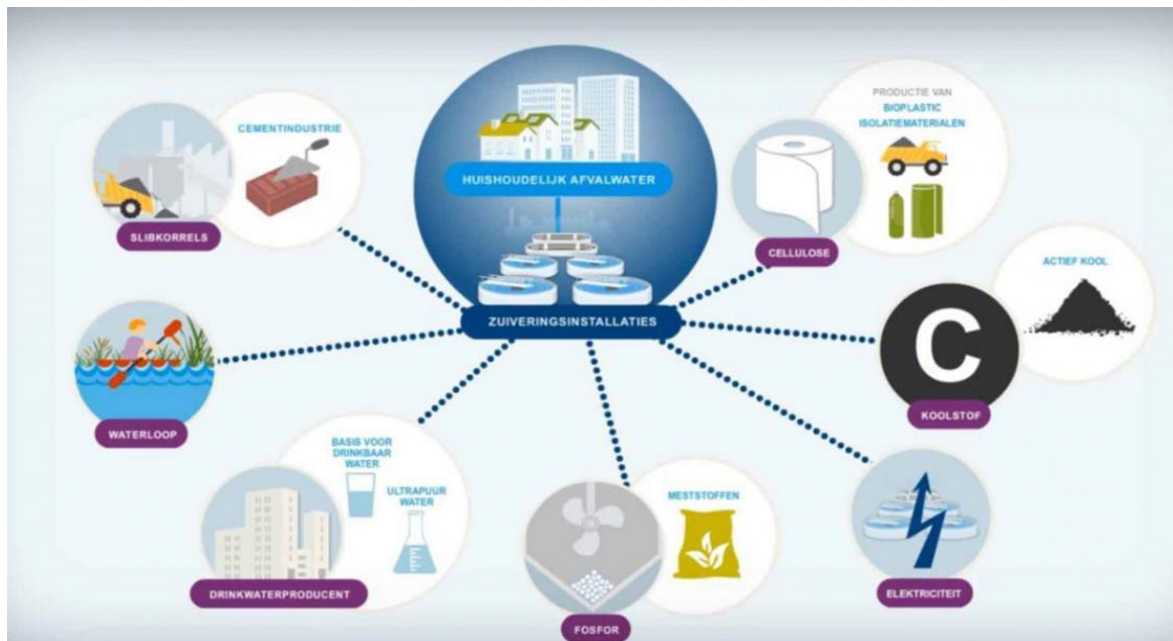 HUISHOUDELIJK AFVALWATER
ZUIVERINGSINSTALLATIES
CEMENTINDUSTRIE
SLIBKORRELS
WATERLOOP
BASIS VOOR
DRINKBAAR
WATER
ULTRAPUUR
WATER
DRINKWATERPRODUCENT
MESTSTOFFEN
FOSFOR
ELEKTRICITEIT
ACTIEF KOOL
C
KOOLSTOF
PRODUCTIE VAN
BIOPLASTIC
ISOLATIEMATERIALEN
CELLULOSE